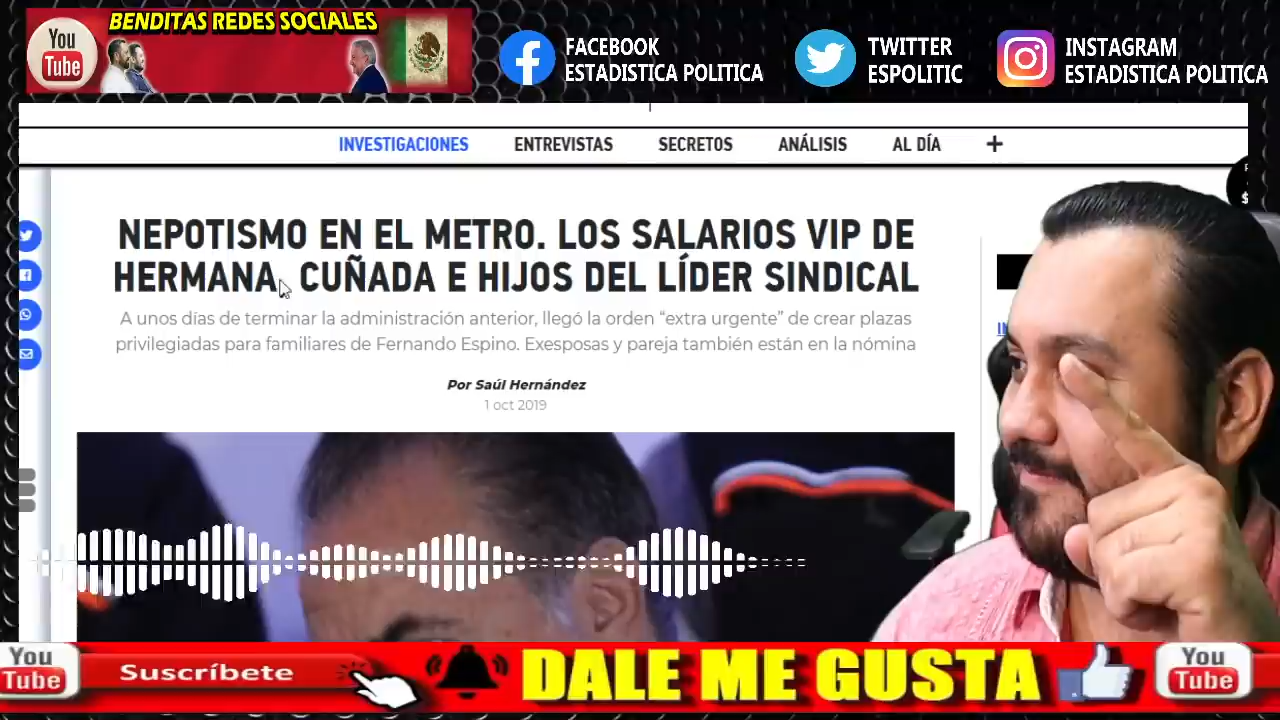 You
Tube
BENDITAS REDES SOCIALES
FACEBOOK
ESTADISTICA POLITICA
TWITTER
ESPOLITIC
INSTAGRAM
ESTADISTICA POLITICA
INVESTIGACIONES
ENTREVISTAS
SECRETOS
ANÁLISIS
AL DÍA
+
NEPOTISMO EN EL METRO. LOS SALARIOS VIP DE
HERMANA, CUÑADA E HIJOS DEL LÍDER SINDICAL
A unos días de terminar la administración anterior, llegó la orden “extra urgente” de crear plazas
privilegiadas para familiares de Fernando Espino. Exesposas y pareja también están en la nómina
Por Saúl Hernández
1 oct 2019
You
Tube
Suscríbete
DALE ME GUSTA
You
Tube